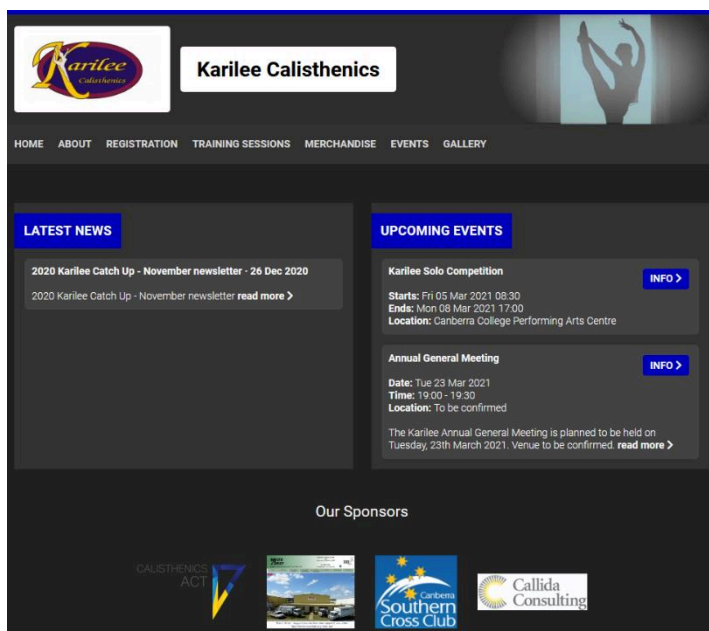 Karilee
Calisthenics
Karilee Calisthenics
HOME ABOUT REGISTRATION TRAINING SESSIONS MERCHANDISE EVENTS GALLERY
LATEST NEWS
2020 Karilee Catch Up - November newsletter - 26 Dec 2020
2020 Karilee Catch Up - November newsletter read more >
UPCOMING EVENTS
Karilee Solo Competition
INFO >
Starts: Fri 05 Mar 2021 08:30
Ends: Mon 08 Mar 2021 17:00
Location: Canberra College Performing Arts Centre
Annual General Meeting
INFO >
Date: Tue 23 Mar 2021
Time: 19:00 - 19:30
Location: To be confirmed
The Karilee Annual General Meeting is planned to be held on
Tuesday, 23th March 2021. Venue to be confirmed. read more >
Our Sponsors
CALISTHENICS
ACT
Canberra
Southern
Cross Club
Callida
Consulting